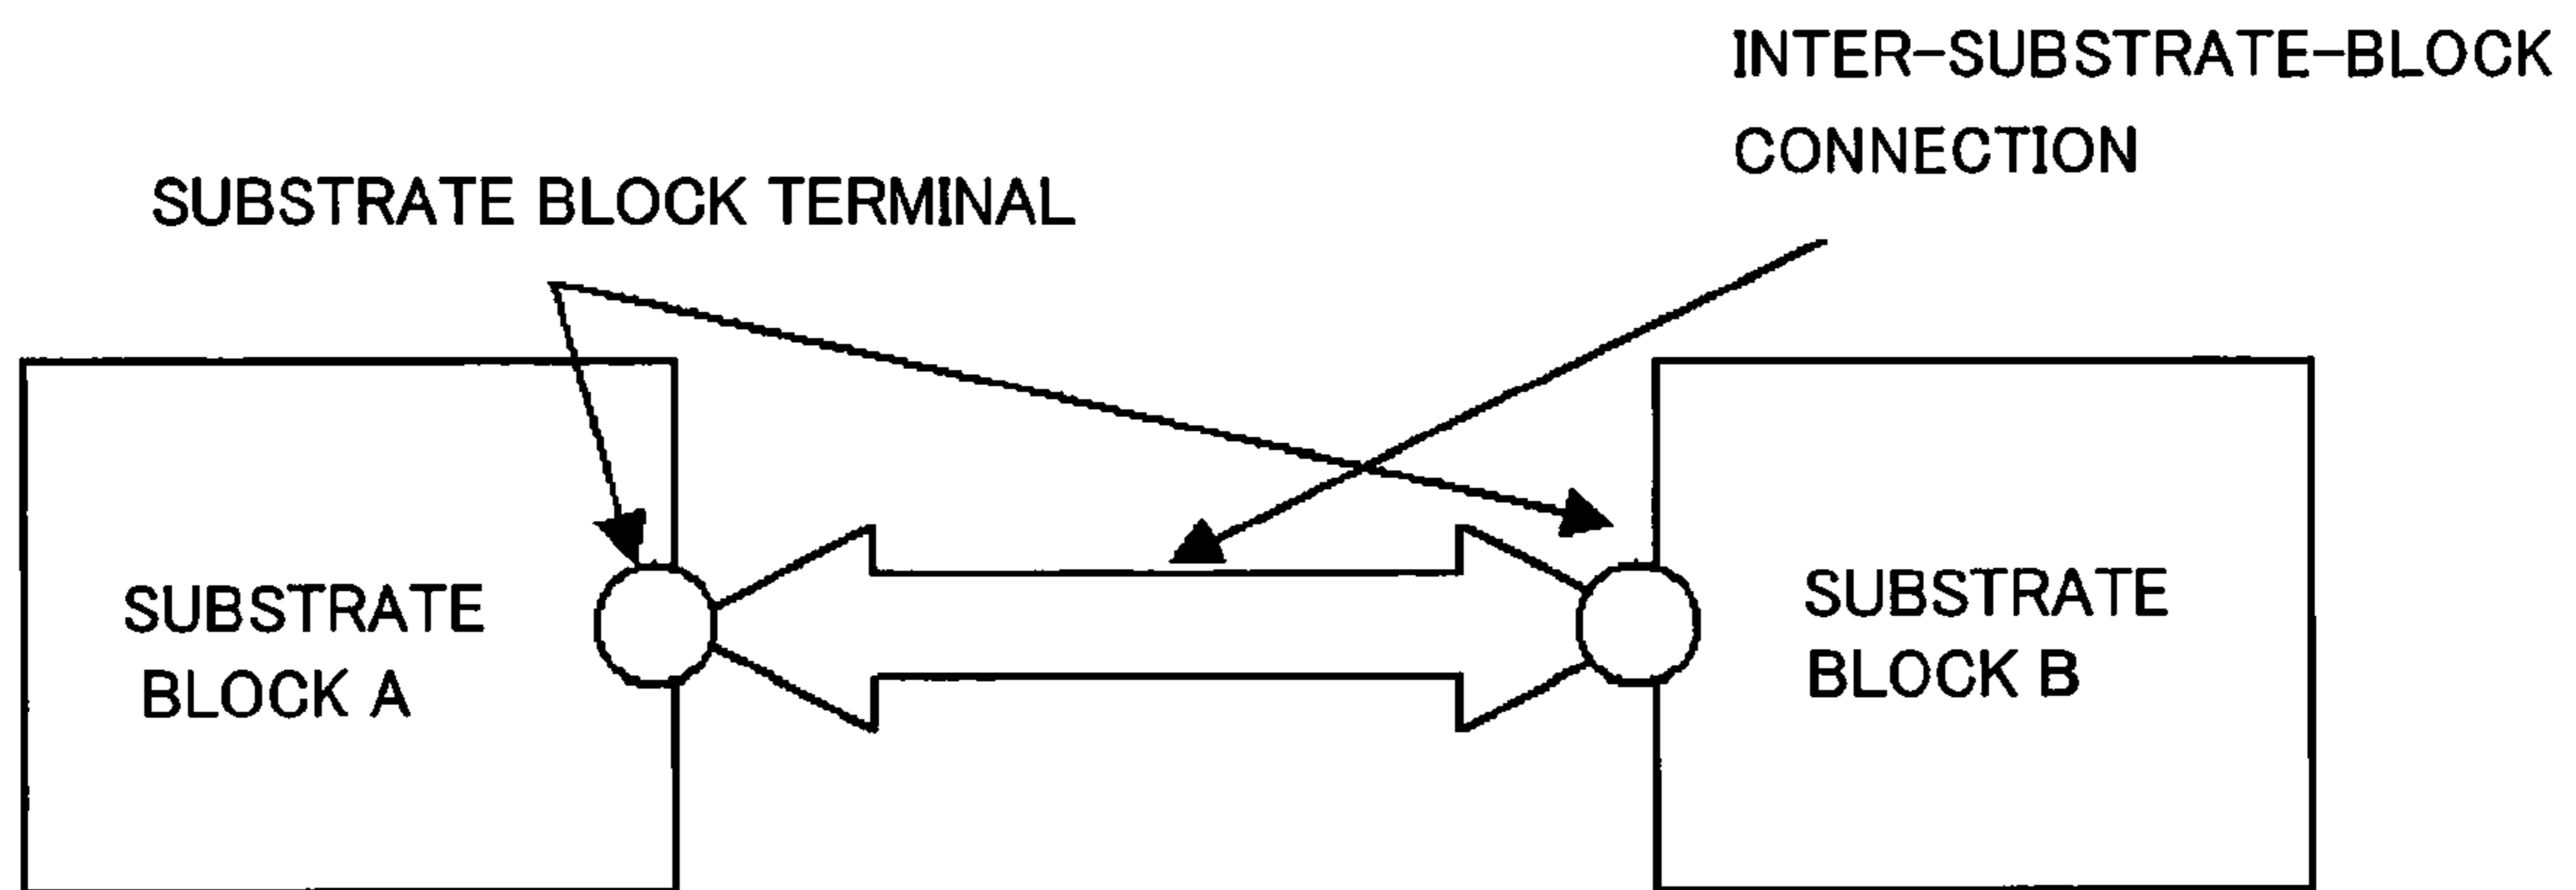 INTER-SUBSTRATE-BLOCK
CONNECTION
SUBSTRATE BLOCK TERMINAL
SUBSTRATE
BLOCK A
SUBSTRATE
BLOCK B